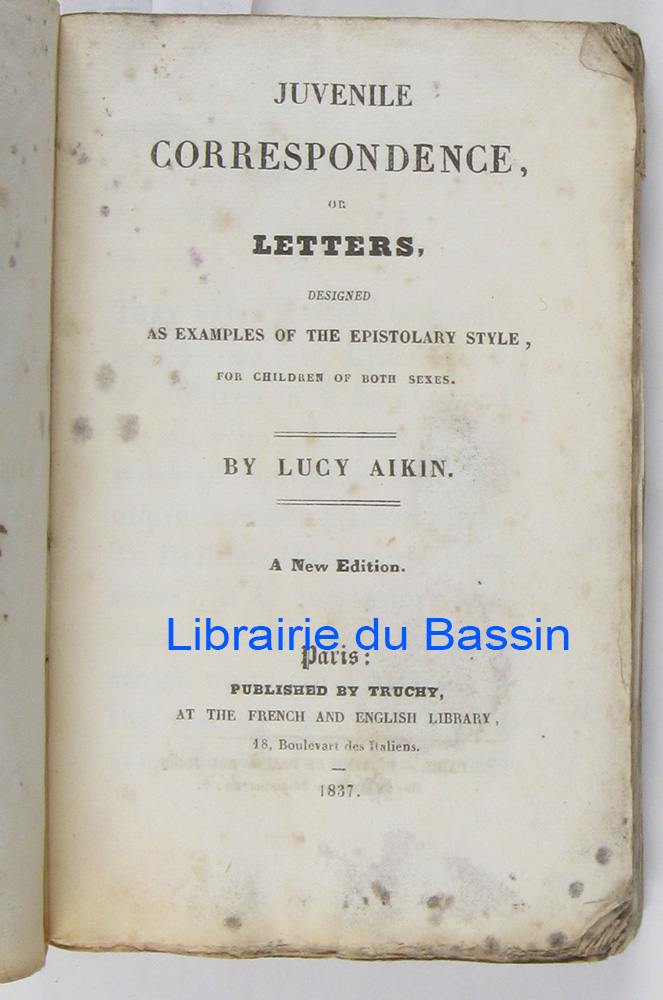 JUVENILE
CORRESPONDENCE,
OR
LETTERS,
DESIGNED
AS EXAMPLES OF THE EPISTOLARY STYLE,
FOR CHILDREN OF BOTH SEXES.
BY LUCY AIKIN.
A New Edition.
Librairie du Bassin
Paris:
PUBLISHED BY TRUCHY,
AT THE FRENCH AND ENGLISH LIBRARY,
18, Boulevart des Italiens.
1837.